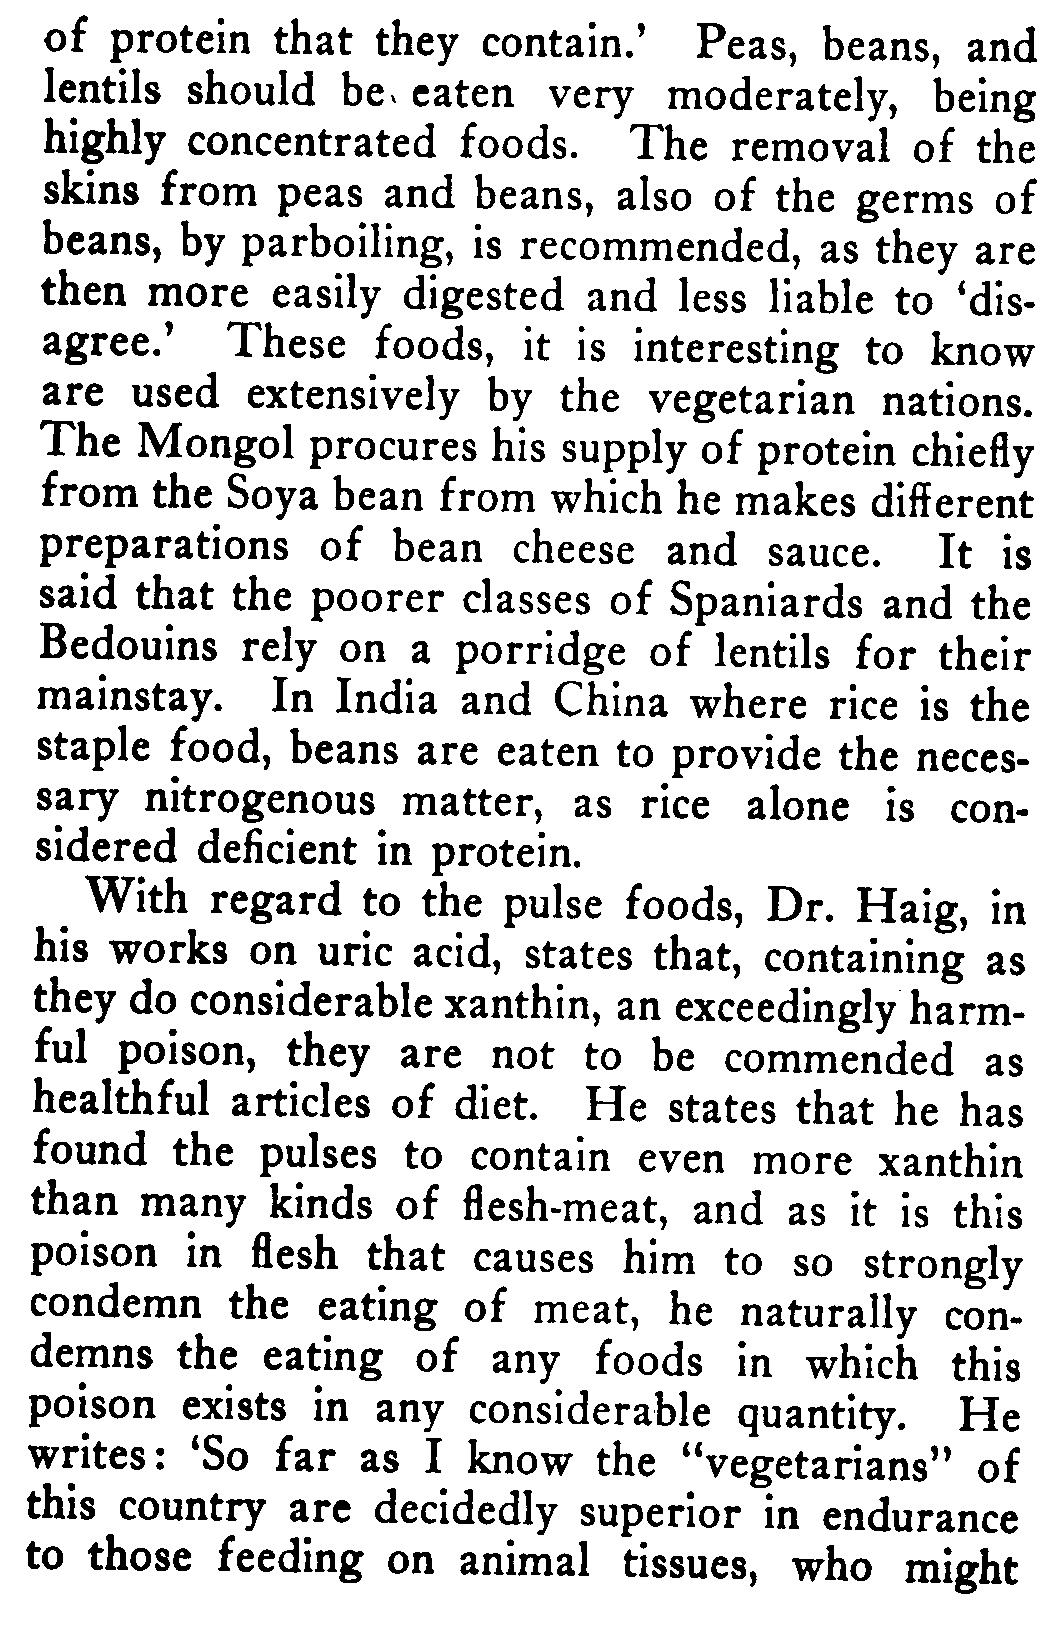 of protein that they contain.' Peas, beans, and
lentils should be eaten very moderately, being
highly concentrated foods. The removal of the
skins from peas and beans, also of the germs of
beans, by parboiling, is recommended, as they are
then more easily digested and less liable to 'dis-
agree.' These foods, it is interesting to know
are used extensively by the vegetarian nations.
The Mongol procures his supply of protein chiefly
from the Soya bean from which he makes different
preparations of bean cheese and sauce. It is
said that the poorer classes of Spaniards and the
Bedouins rely on a porridge of lentils for their
mainstay. In India and China where rice is the
staple food, beans are eaten to provide the neces-
sary nitrogenous matter, as rice alone is con-
sidered deficient in protein.
With regard to the pulse foods, Dr. Haig, in
his works on uric acid, states that, containing as
they do considerable xanthin, an exceedingly harm-
ful poison, they are not to be commended as
healthful articles of diet. He states that he has
found the pulses to contain even more xanthin
than many kinds of flesh-meat, and as it is this
poison in flesh that causes him to so strongly
condemn the eating of meat, he naturally con-
demns the eating of any foods in which this
poison exists in any considerable quantity. He
writes: 'So far as I know the "vegetarians" of
this country are decidedly superior in endurance
to those feeding on animal tissues, who might